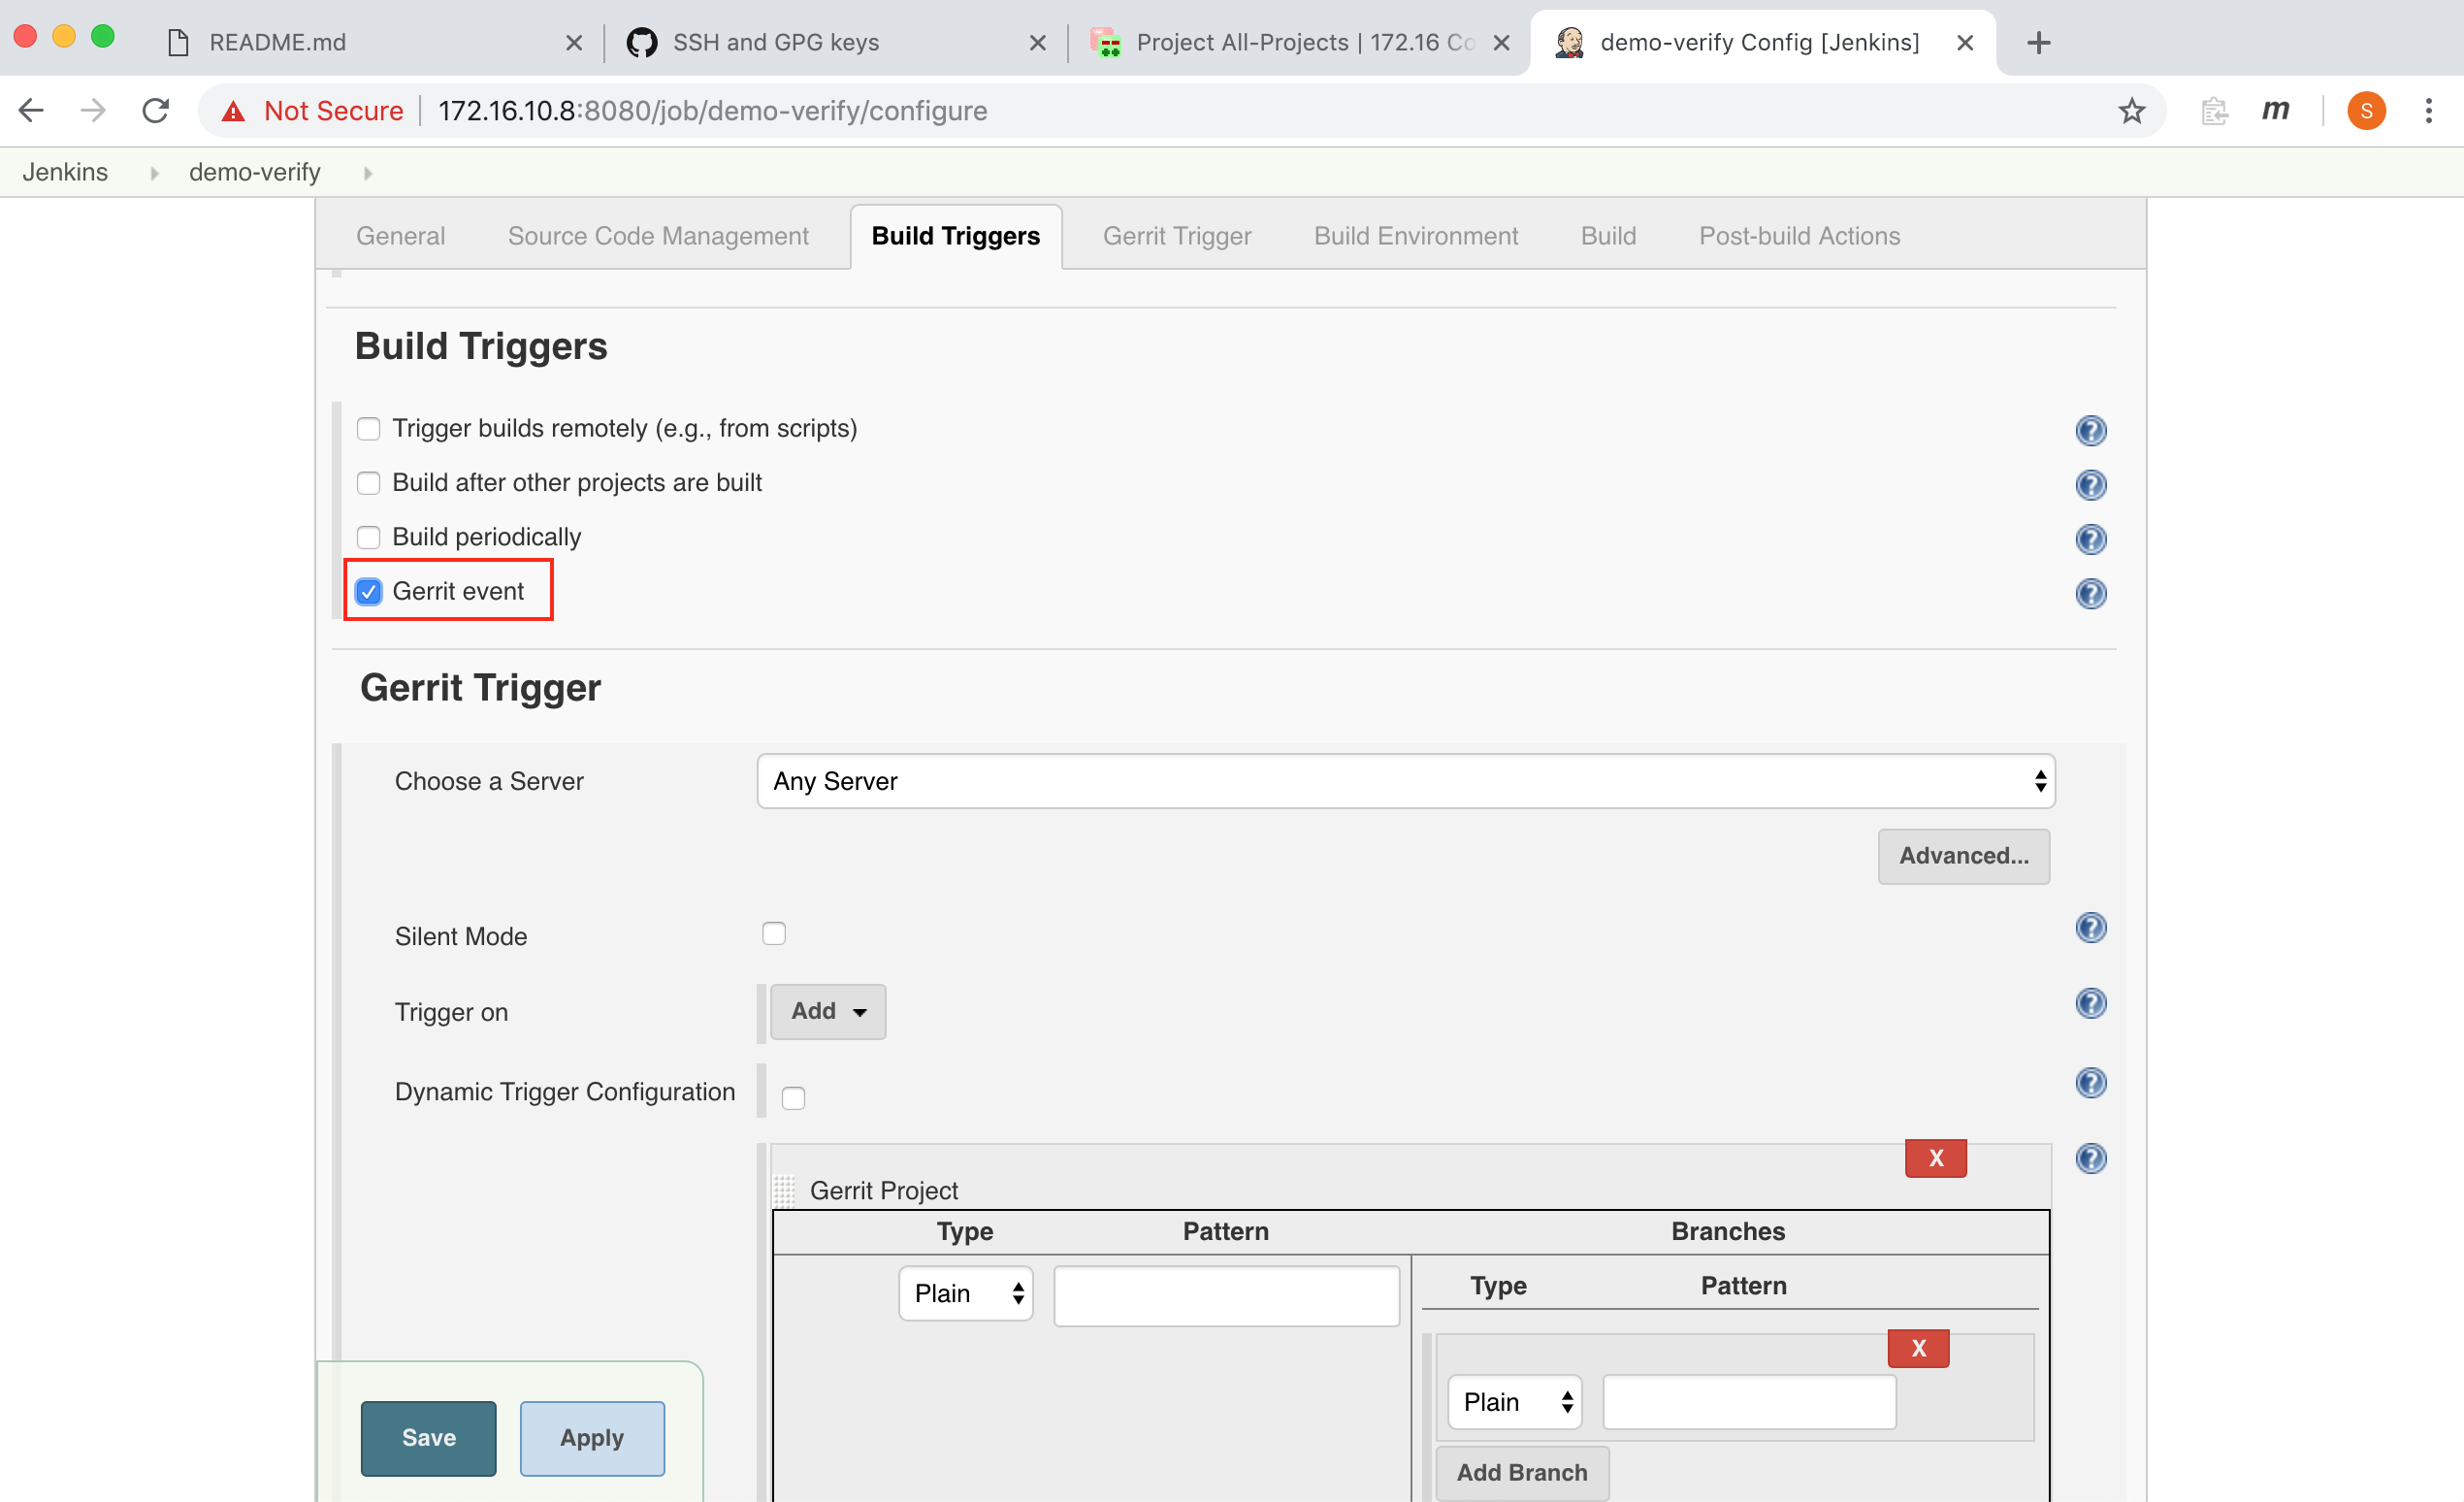 README.md
SSH and GPG keys
Project All-Projects | 172.16 Co
demo-verify Config [Jenkins]
Not Secure
172.16.10.8:8080/job/demo-verify/configure
m
S
Jenkins
demo-verify
General
Source Code Management
Build Triggers
Gerrit Trigger
Build Environment
Build
Post-build Actions
Build Triggers
Trigger builds remotely (e.g., from scripts)
Build after other projects are built
Build periodically
Gerrit event
Gerrit Trigger
Choose a Server
Any Server
Advanced...
Silent Mode
Trigger on
Add
Dynamic Trigger Configuration
X
Gerrit Project
Type Pattern Branches
Plain
Type Pattern
X
Plain
Add Branch
Save
Apply